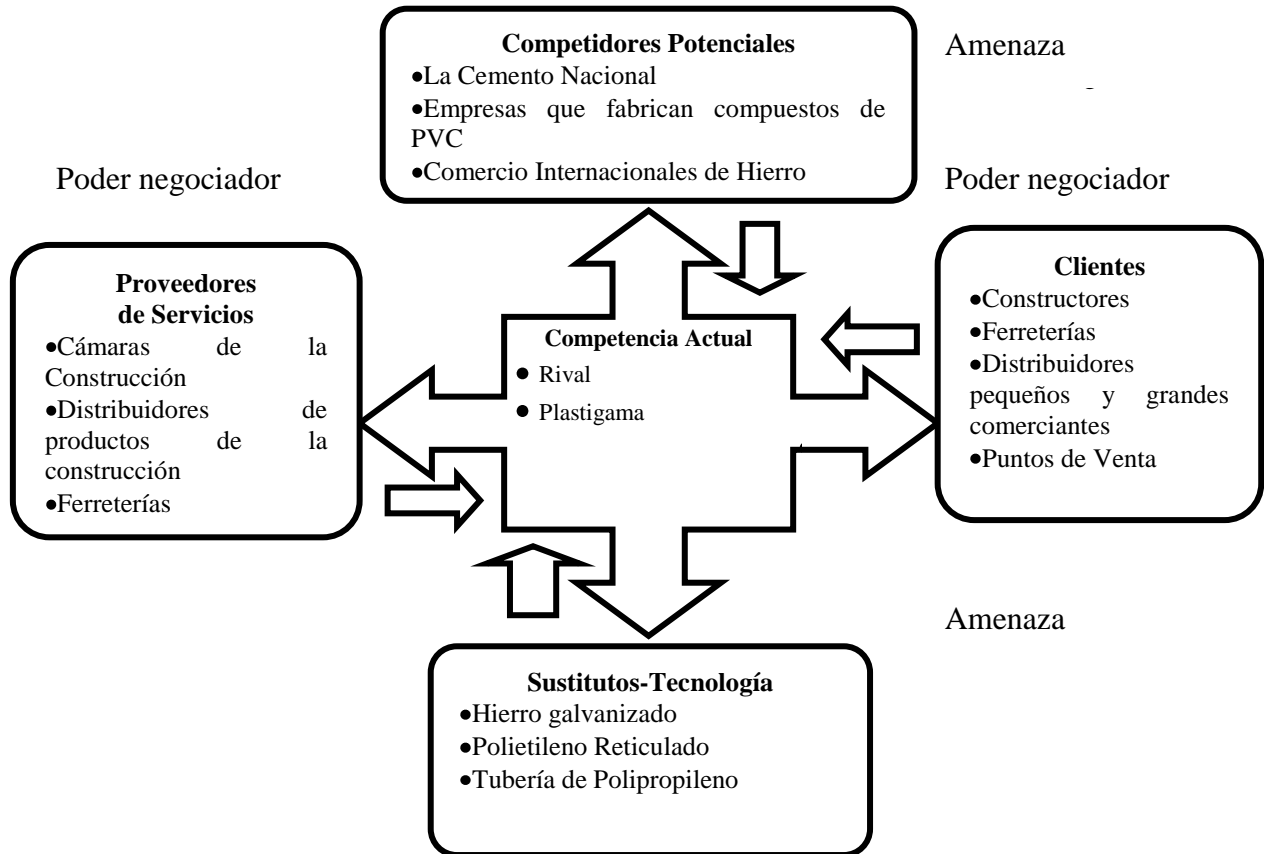 Competidores Potenciales
•La Cemento Nacional
•Empresas que fabrican compuestos de
PVC
•Comercio Internacionales de Hierro
Amenaza
Poder negociador
Poder negociador
Proveedores
de Servicios
•Cámaras de la
Construcción
•Distribuidores de
productos de la
construcción
•Ferreterías
Competencia Actual
• Rival
• Plastigama
Clientes
•Constructores
•Ferreterías
•Distribuidores
pequeños y grandes
comerciantes
•Puntos de Venta
Amenaza
Sustitutos-Tecnología
•Hierro galvanizado
•Polietileno Reticulado
•Tubería de Polipropileno